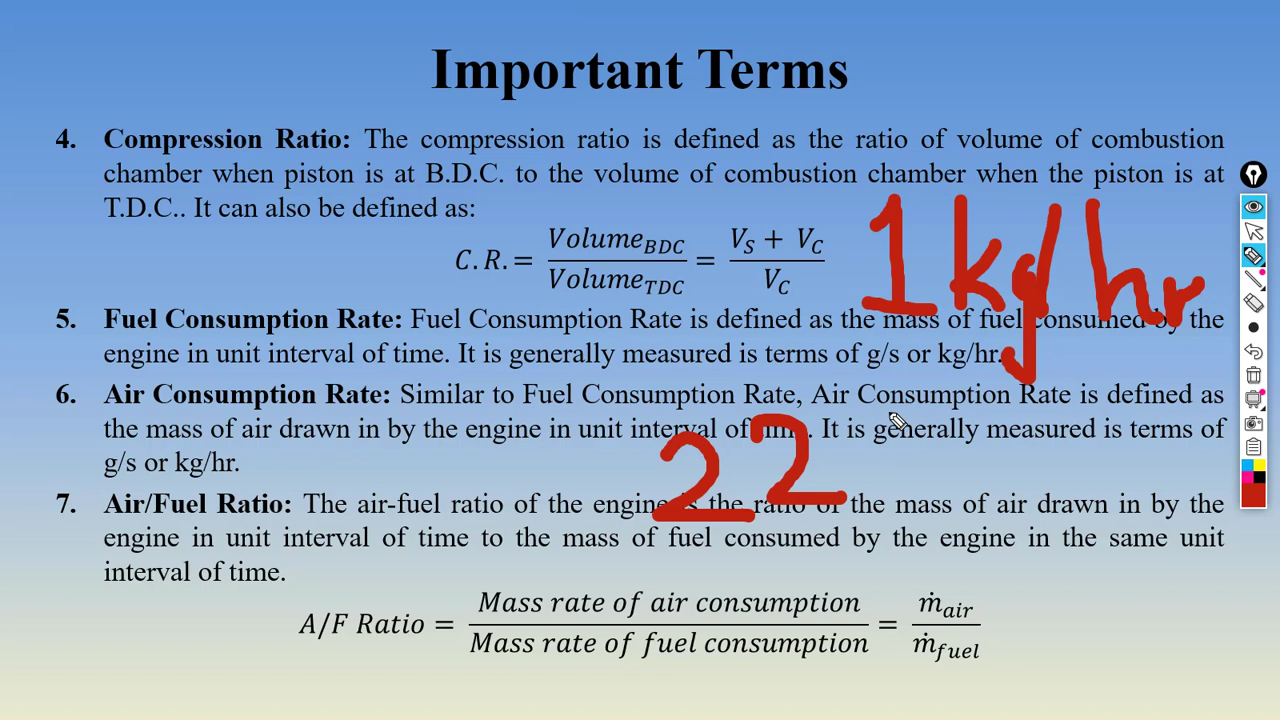 Important Terms
4. Compression Ratio: The compression ratio is defined as the ratio of volume of combustion
chamber when piston is at B.D.C. to the volume of combustion chamber when the piston is at
T.D.C.. It can also be defined as:
C.R. = Volume_BDC / Volume_TDC = V_S + V_C / V_C
1kg/hr
5. Fuel Consumption Rate: Fuel Consumption Rate is defined as the mass of fuel consumed by the
engine in unit interval of time. It is generally measured is terms of g/s or kg/hr.
6. Air Consumption Rate: Similar to Fuel Consumption Rate, Air Consumption Rate is defined as
the mass of air drawn in by the engine in unit interval of time. It is generally measured is terms of
g/s or kg/hr.
22
7. Air/Fuel Ratio: The air-fuel ratio of the engine is the ratio of the mass of air drawn in by the
engine in unit interval of time to the mass of fuel consumed by the engine in the same unit
interval of time.
A/F Ratio = Mass rate of air consumption / Mass rate of fuel consumption = ṁ_air / ṁ_fuel